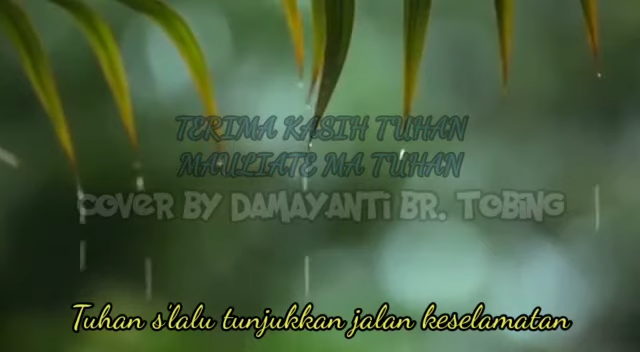 TERIMA KASIH TUHAN
MAULIATE MA TUHAN
COVER BY DAMAYANTI BR. TOBING
Tuhan s'lalu tunjukkan jalan keselamatan